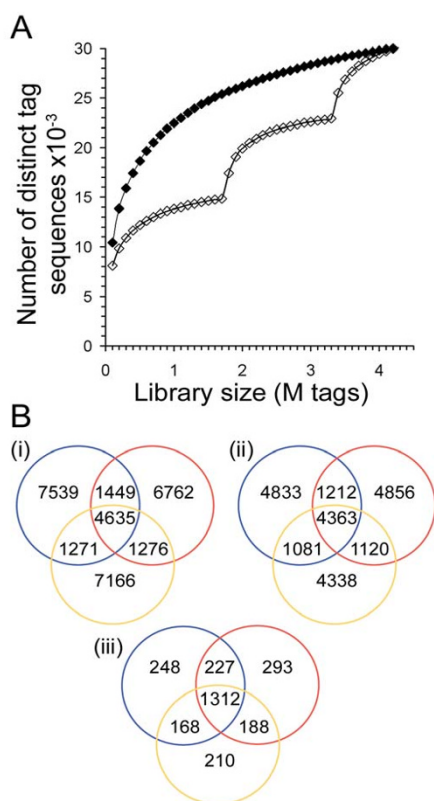 A
Number of distinct tag
sequences x10-3
30
25
20
15
10
5
0
0 1 2 3 4
Library size (M tags)
B
(i)
7539 1449 6762
4635
1271 1276
7166
(ii)
4833 1212 4856
4363
1081 1120
4338
(iii)
248 227 293
1312
168 188
210